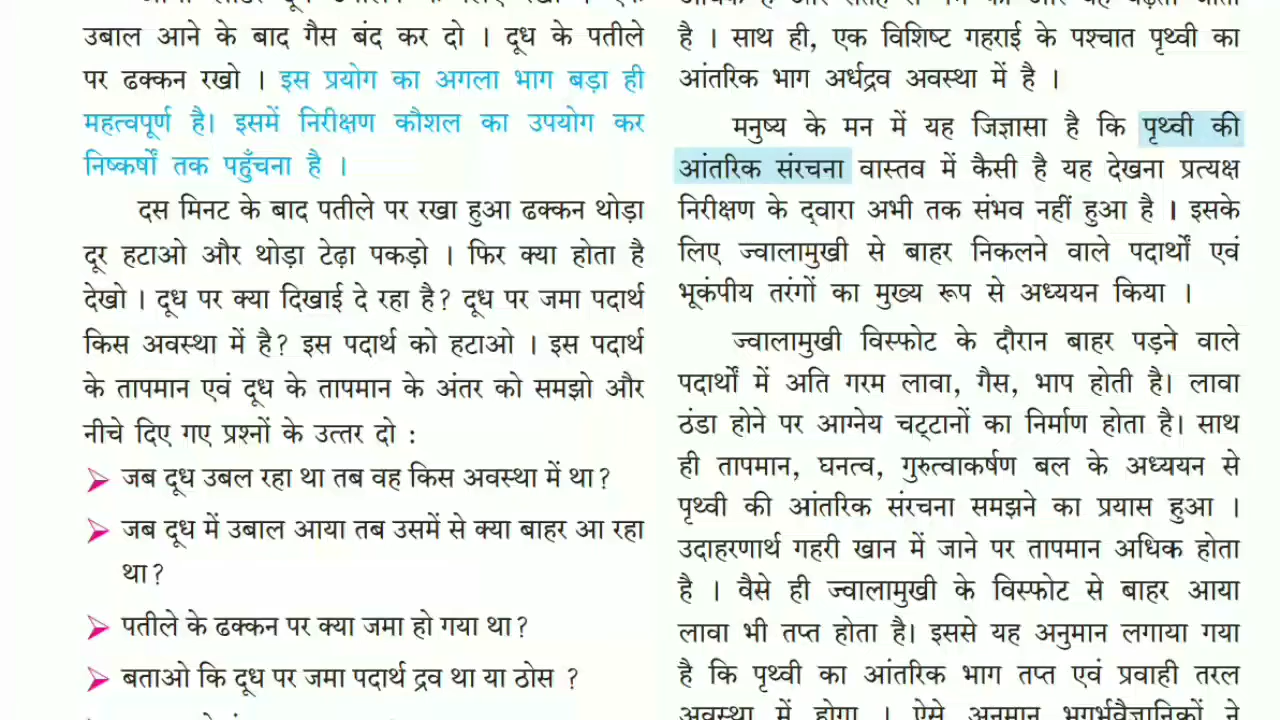 उबाल आने के बाद गैस बंद कर दो । दूध के पतीले
पर ढक्कन रखो । इस प्रयोग का अगला भाग बड़ा ही
महत्वपूर्ण है। इसमें निरीक्षण कौशल का उपयोग कर
निष्कर्षों तक पहुँचना है ।
दस मिनट के बाद पतीले पर रखा हुआ ढक्कन थोड़ा
दूर हटाओ और थोड़ा टेढ़ा पकड़ो । फिर क्या होता है
देखो । दूध पर क्या दिखाई दे रहा है? दूध पर जमा पदार्थ
किस अवस्था में है? इस पदार्थ को हटाओ । इस पदार्थ
के तापमान एवं दूध के तापमान के अंतर को समझो और
नीचे दिए गए प्रश्नों के उत्तर दो :
➢ जब दूध उबल रहा था तब वह किस अवस्था में था?
➢ जब दूध में उबाल आया तब उसमें से क्या बाहर आ रहा
था?
➢ पतीले के ढक्कन पर क्या जमा हो गया था?
➢ बताओ कि दूध पर जमा पदार्थ द्रव था या ठोस ?
है । साथ ही, एक विशिष्ट गहराई के पश्चात पृथ्वी का
आंतरिक भाग अर्धद्रव अवस्था में है ।
मनुष्य के मन में यह जिज्ञासा है कि पृथ्वी की
आंतरिक संरचना वास्तव में कैसी है यह देखना प्रत्यक्ष
निरीक्षण के द्वारा अभी तक संभव नहीं हुआ है । इसके
लिए ज्वालामुखी से बाहर निकलने वाले पदार्थों एवं
भूकंपीय तरंगों का मुख्य रूप से अध्ययन किया ।
ज्वालामुखी विस्फोट के दौरान बाहर पड़ने वाले
पदार्थों में अति गरम लावा, गैस, भाप होती है। लावा
ठंडा होने पर आग्नेय चट्टानों का निर्माण होता है। साथ
ही तापमान, घनत्व, गुरुत्वाकर्षण बल के अध्ययन से
पृथ्वी की आंतरिक संरचना समझने का प्रयास हुआ ।
उदाहरणार्थ गहरी खान में जाने पर तापमान अधिक होता
है । वैसे ही ज्वालामुखी के विस्फोट से बाहर आया
लावा भी तप्त होता है। इससे यह अनुमान लगाया गया
है कि पृथ्वी का आंतरिक भाग तप्त एवं प्रवाही तरल
अवस्था में होगा । ऐसे अनुमान भूगर्भवैज्ञानिकों ने